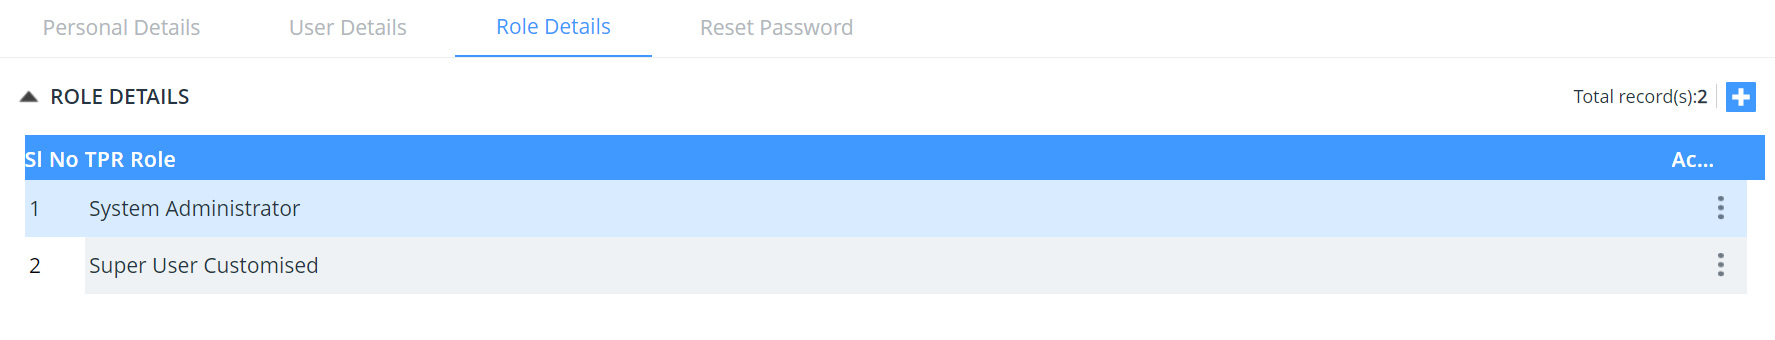 Personal Details User Details Role Details Reset Password
ROLE DETAILS Total record(s):2
Sl No TPR Role Ac...
1 System Administrator
2 Super User Customised